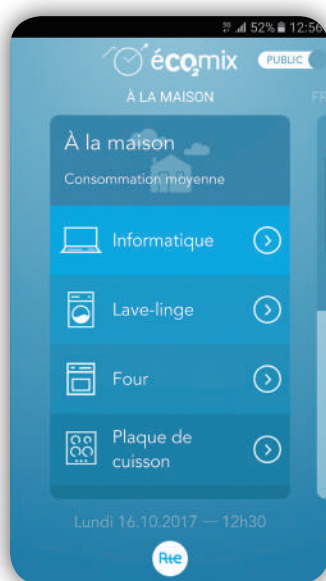 52% 12:56
éco₂mix PUBLIC
À LA MAISON FR
À la maison
Consommation moyenne
Informatique
Lave-linge
Four
Plaque de
cuisson
Lundi 16.10.2017 — 12h30
Rte